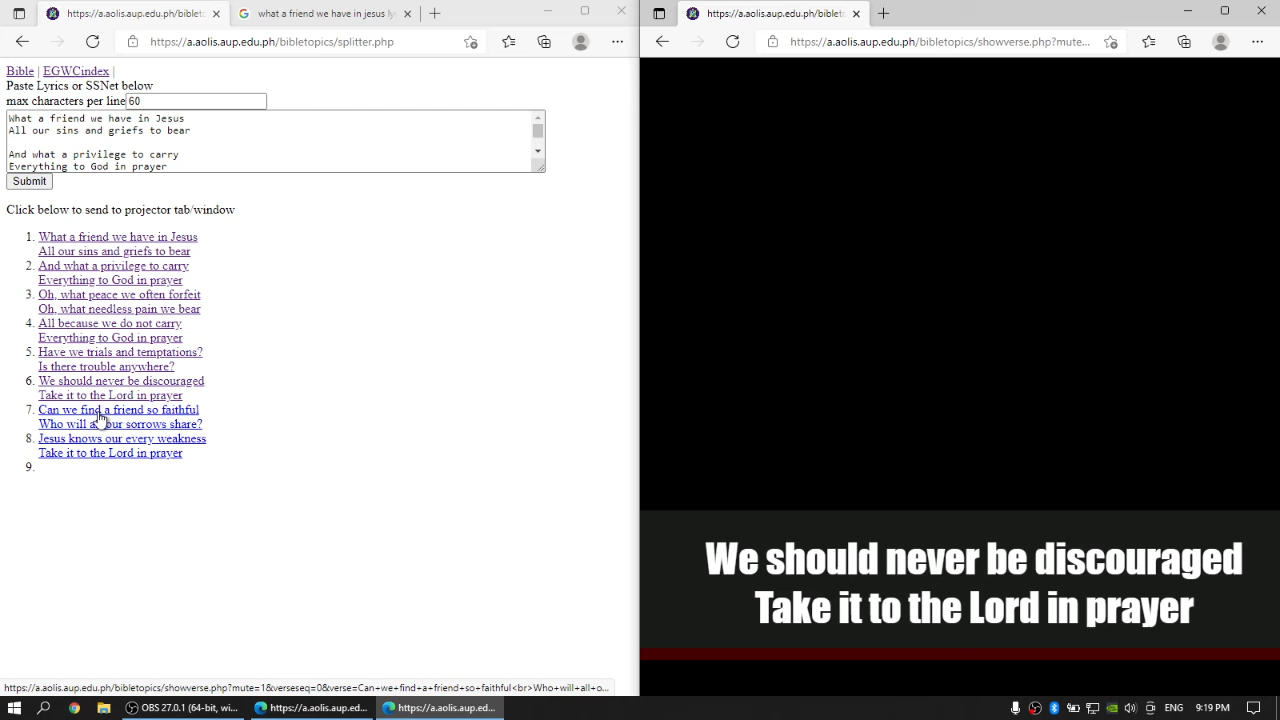 https://a.aolis.aup.edu.ph/bibletopics/
what a friend we have in jesus ly
https://a.aolis.aup.edu.ph/bibletopics/splitter.php
Bible | EGWCindex |
Paste Lyrics or SSNet below
max characters per line 60
What a friend we have in Jesus
All our sins and griefs to bear
And what a privilege to carry
Everything to God in prayer
Submit
Click below to send to projector tab/window
1. What a friend we have in Jesus
All our sins and griefs to bear
2. And what a privilege to carry
Everything to God in prayer
3. Oh, what peace we often forfeit
Oh, what needless pain we bear
4. All because we do not carry
Everything to God in prayer
5. Have we trials and temptations?
Is there trouble anywhere?
6. We should never be discouraged
Take it to the Lord in prayer
7. Can we find a friend so faithful
Who will all our sorrows share?
8. Jesus knows our every weakness
Take it to the Lord in prayer
9.
https://a.aolis.aup.edu.ph/bibletopics/showverse.php?mute=1&verseseq=0&verse=Can+we+find+a+friend+so+faithful<br>Who+will+all+o...
https://a.aolis.aup.edu.ph/bibletopics/
https://a.aolis.aup.edu.ph/bibletopics/showverse.php?mute...
We should never be discouraged
Take it to the Lord in prayer
OBS 27.0.1 (64-bit, wi...
https://a.aolis.aup.ed...
https://a.aolis.aup.ed...
ENG
9:19 PM